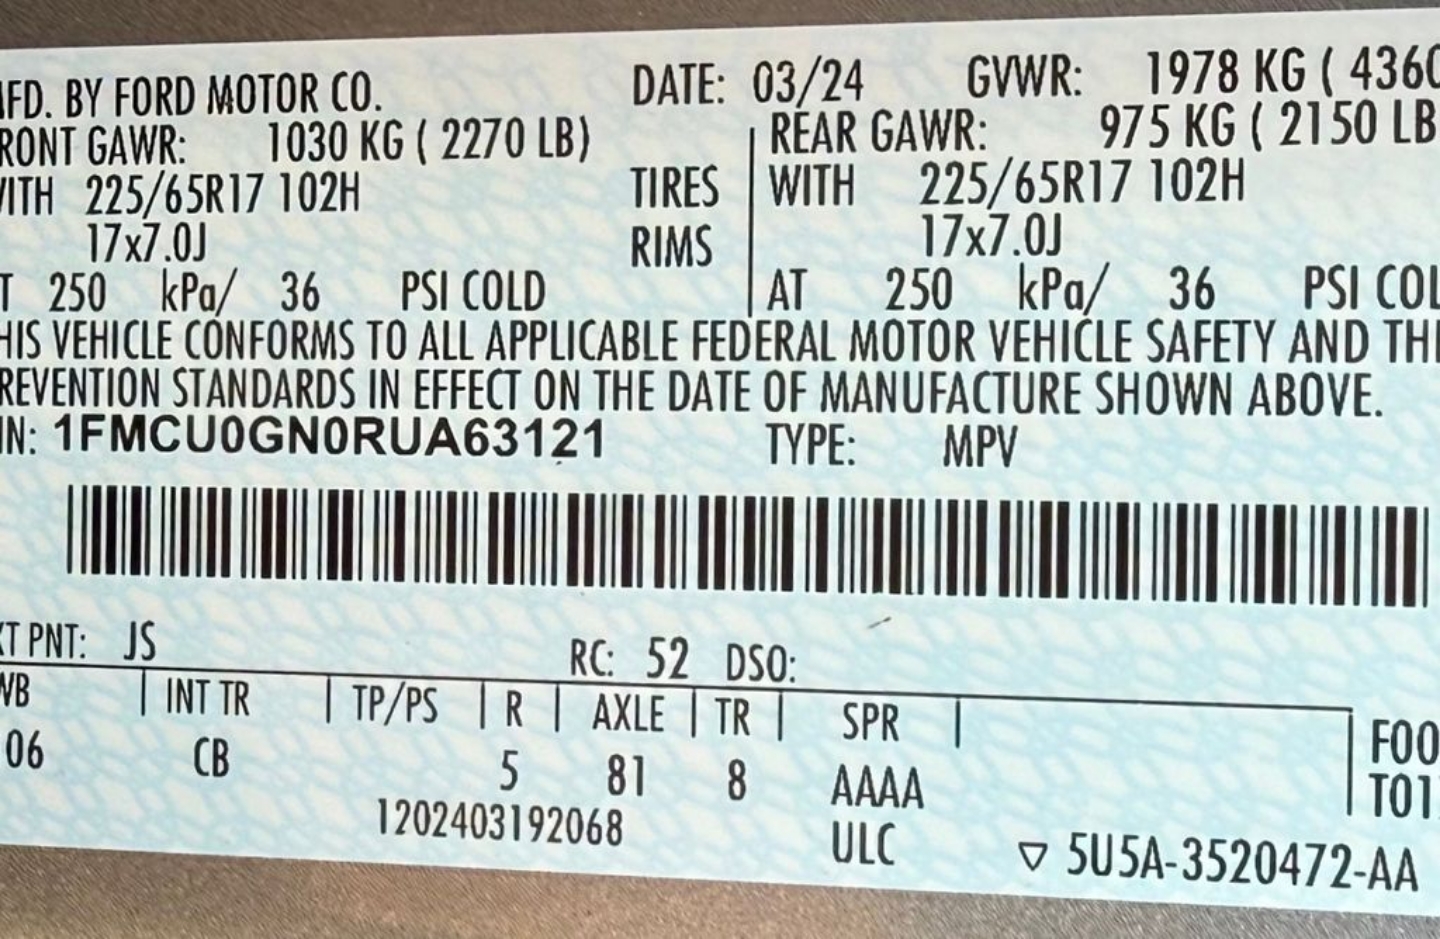 MFD. BY FORD MOTOR CO. DATE: 03/24 GVWR: 1978 KG ( 4360
RONT GAWR: 1030 KG ( 2270 LB) REAR GAWR: 975 KG ( 2150 LB
WITH 225/65R17 102H TIRES WITH 225/65R17 102H
17x7.0J RIMS 17x7.0J
T 250 kPa/ 36 PSI COLD AT 250 kPa/ 36 PSI COL
HIS VEHICLE CONFORMS TO ALL APPLICABLE FEDERAL MOTOR VEHICLE SAFETY AND THE
REVENTION STANDARDS IN EFFECT ON THE DATE OF MANUFACTURE SHOWN ABOVE.
IN: 1FMCU0GN0RUA63121 TYPE: MPV
XT PNT: JS RC: 52 DSO:
WB INT TR TP/PS R AXLE TR SPR F00
06 CB 5 81 8 AAAA T01
1202403192068 ULC ▽ 5U5A-3520472-AA